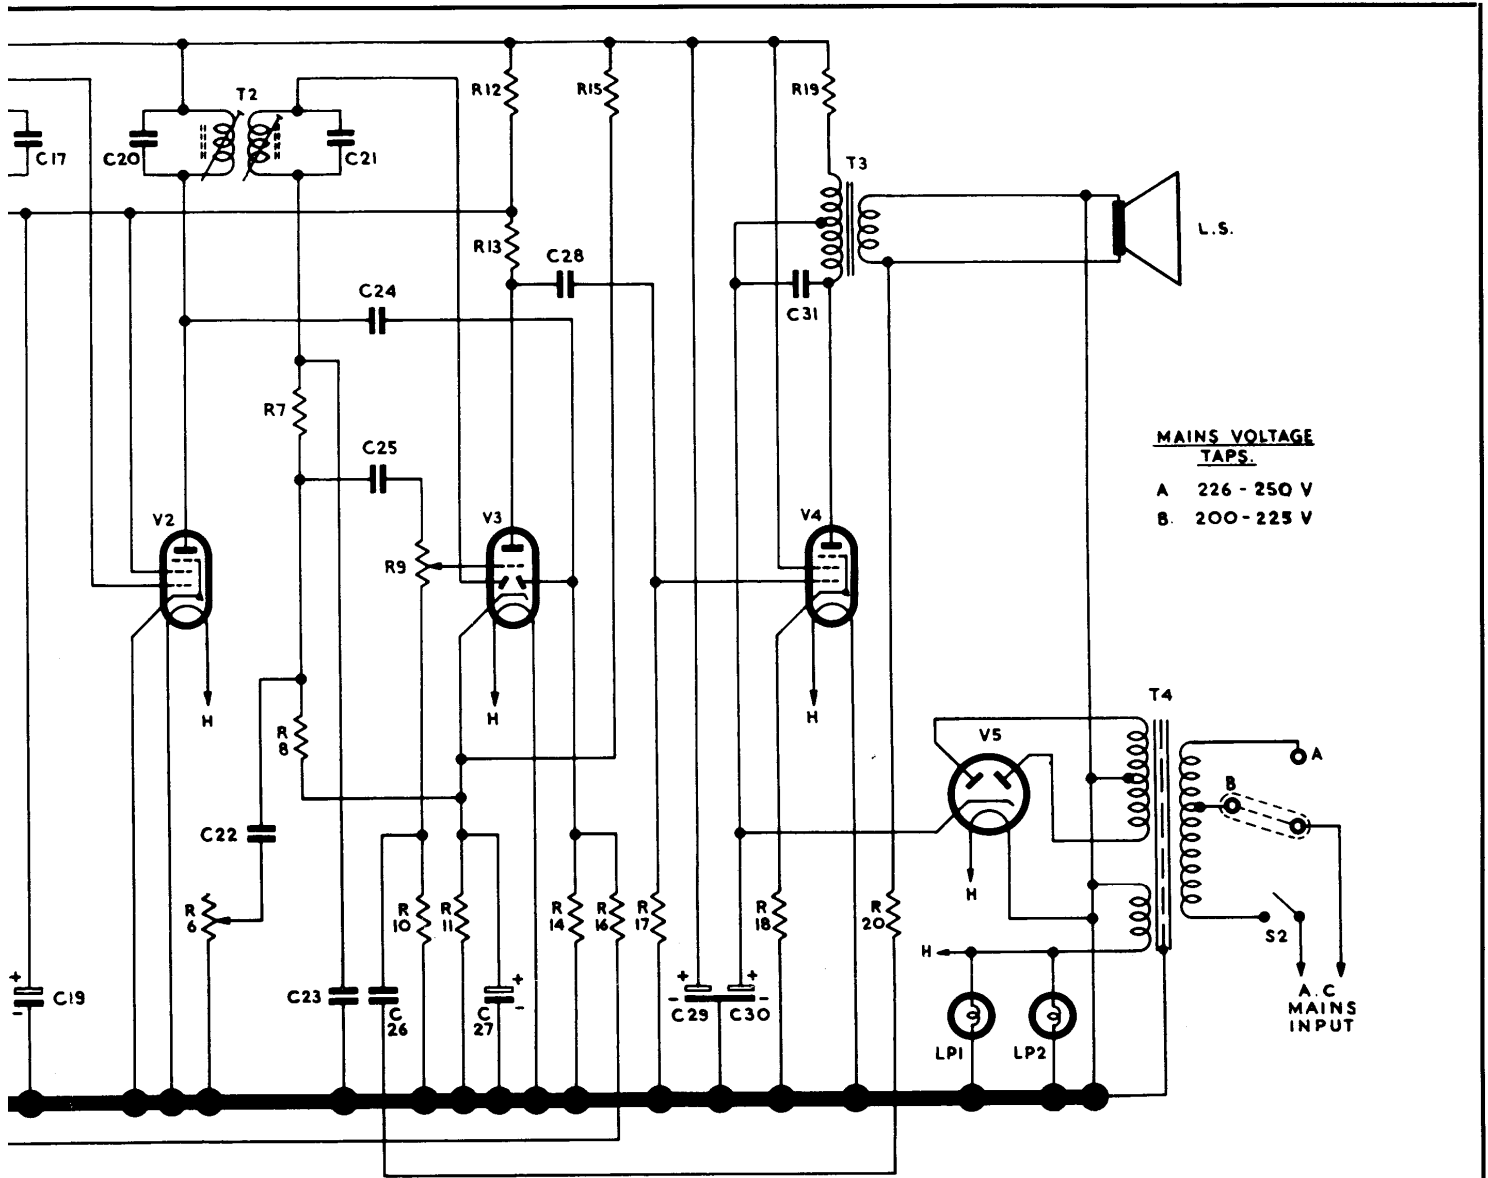 T2
R12
R15
R19
C17
C20
C21
T3
L.S.
R13
C28
C24
C31
R7
C25
MAINS VOLTAGE
TAPS.
A 226 - 250 V
B. 200 - 225 V
V2
V3
V4
R9
H
H
H
T4
R
8
V5
A
B
C22
H
R
6
R
10
R
11
R
14
R
16
R
17
R
18
R
20
S2
H
+
C19
-
C23
C
26
+
C
27
-
+
+
-
-
C29
C30
A.C
MAINS
INPUT
LP1
LP2